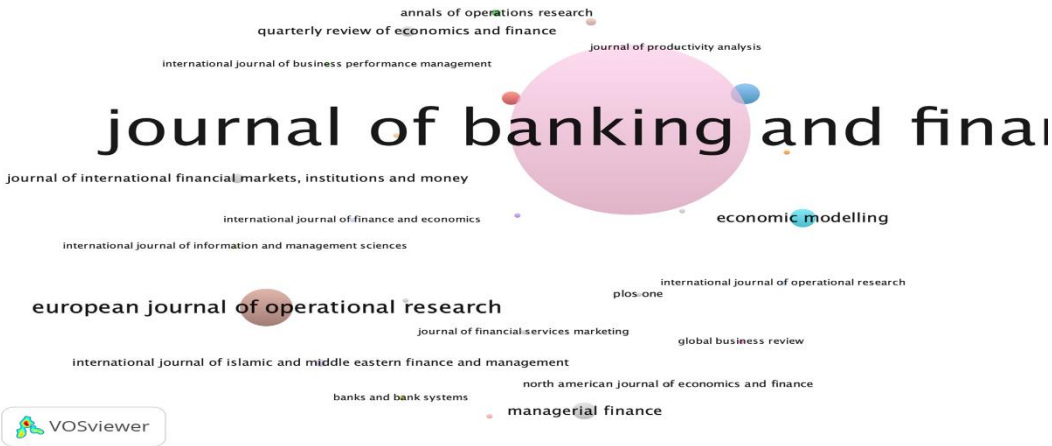 annals of operations research
quarterly review of economics and finance
journal of productivity analysis
international journal of business performance management
journal of banking and finan
journal of international financial markets, institutions and money
international journal of finance and economics
economic modelling
international journal of information and management sciences
international journal of operational research
plos one
european journal of operational research
journal of financial services marketing
global business review
international journal of islamic and middle eastern finance and management
north american journal of economics and finance
banks and bank systems
managerial finance
VOSviewer